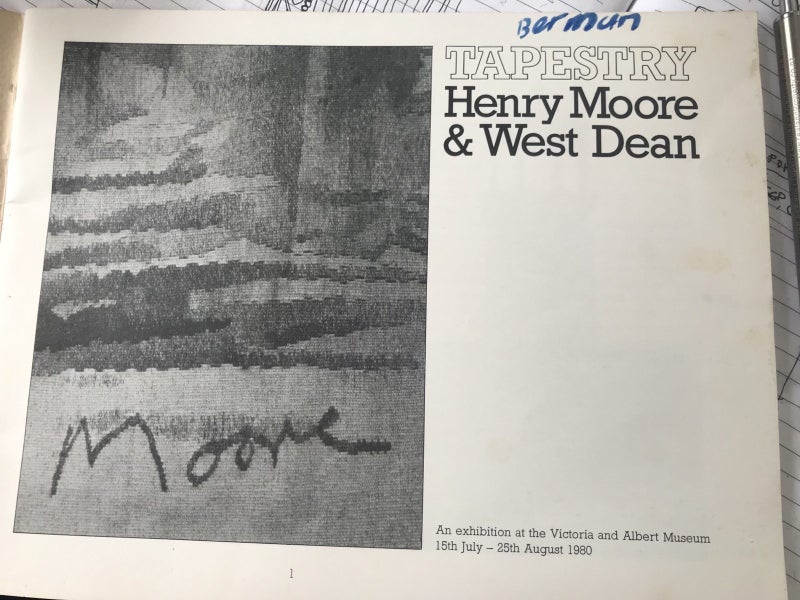 Berman
TAPESTRY
Henry Moore
& West Dean
Moore
An exhibition at the Victoria and Albert Museum
15th July – 25th August 1980
1